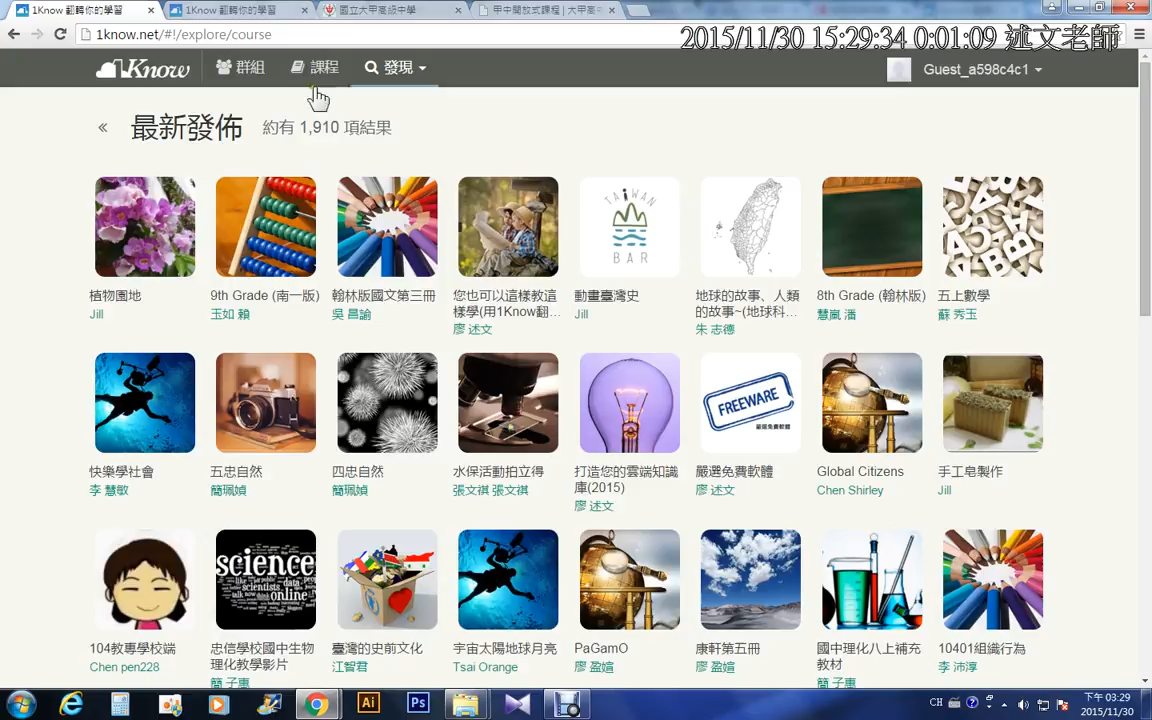 1Know 翻轉你的學習
1Know 翻轉你的學習
國立大甲高級中學
甲中開放式課程 | 大甲高
1know.net/#!/explore/course
2015/11/30 15:29:34 0:01:09 述文老師
1Know
群組
課程
發現
Guest_a598c4c1
« 最新發佈 約有 1,910 項結果
TAIWAN
BAR
植物園地
9th Grade (南一版)
翰林版國文第三冊
您也可以這樣教這
學(用1Know翻...
動畫臺灣史
地球的故事、人類
的故事~(地球科...
8th Grade (翰林版)
五上數學
Jill
玉如 賴
吳 昌諭
廖 述文
Jill
朱 志德
慧嵐 潘
蘇 秀玉
FREEWARE
嚴選免費軟體
快樂學社會
五忠自然
四忠自然
水保活動拍立得
打造您的雲端知識
庫(2015)
嚴選免費軟體
Global Citizens
手工皂製作
李 慧敏
簡珮媜
簡珮媜
張文祺 張文祺
廖 述文
廖 述文
Chen Shirley
Jill
science
data
scientists
think
online
104教專學校端
忠信學校國中生物
理化教學影片
臺灣的史前文化
宇宙太陽地球月亮
PaGamO
康軒第五冊
國中理化八上補充
教材
10401組織行為
Chen pen228
簡 子惠
江智君
Tsai Orange
廖 盈媗
廖 盈媗
簡 子惠
李 沛淳
Ai
Ps
CH
下午 03:29
2015/11/30